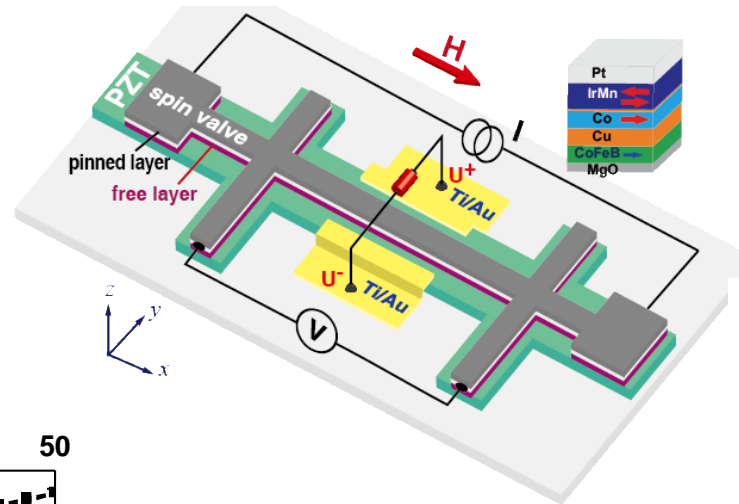 H
PZT
spin valve
I
Pt
IrMn
Co
Cu
CoFeB
MgO
pinned layer
free layer
U+
Ti/Au
U-
Ti/Au
V
z
y
x
50